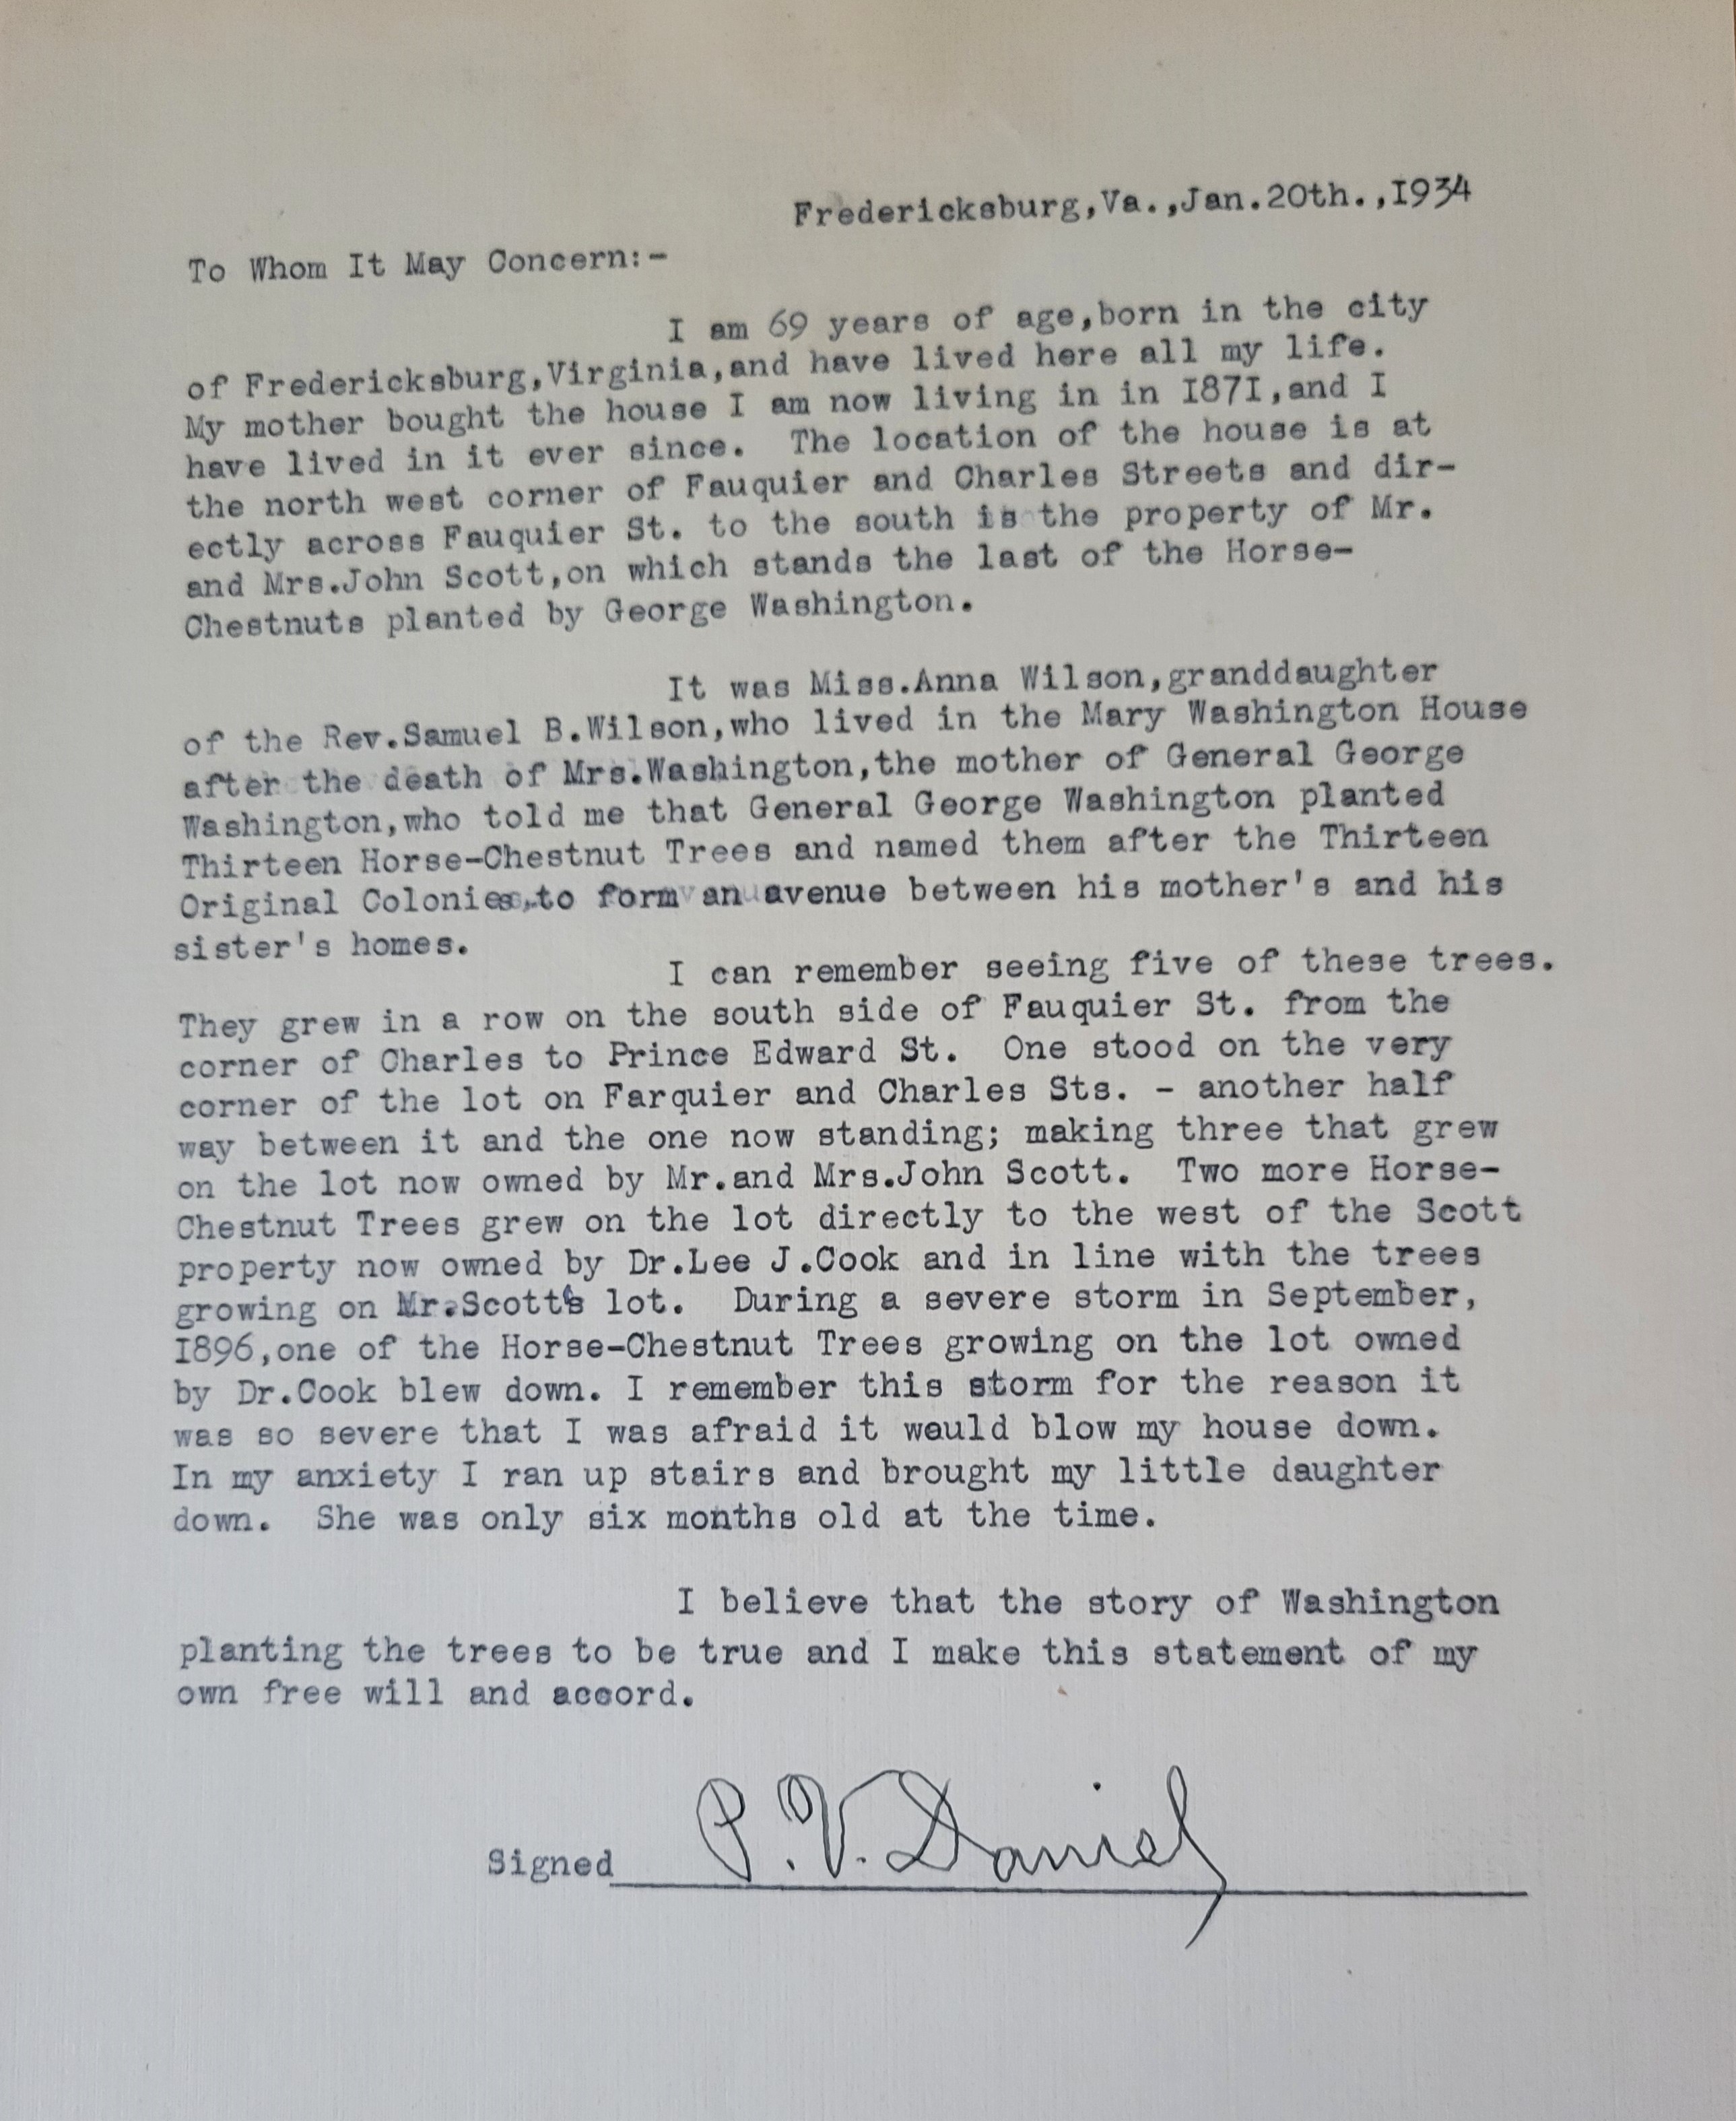 Fredericksburg,Va.,Jan.20th.,I934
To Whom It May Concern:-
I am 69 years of age,born in the city
of Fredericksburg,Virginia,and have lived here all my life.
My mother bought the house I am now living in in I87I,and I
have lived in it ever since. The location of the house is at
the north west corner of Fauquier and Charles Streets and dir-
ectly across Fauquier St. to the south is the property of Mr.
and Mrs.John Scott,on which stands the last of the Horse-
Chestnuts planted by George Washington.
It was Miss.Anna Wilson,granddaughter
of the Rev.Samuel B.Wilson,who lived in the Mary Washington House
after the death of Mrs.Washington,the mother of General George
Washington,who told me that General George Washington planted
Thirteen Horse-Chestnut Trees and named them after the Thirteen
Original Colonies,to form an avenue between his mother's and his
sister's homes.
I can remember seeing five of these trees.
They grew in a row on the south side of Fauquier St. from the
corner of Charles to Prince Edward St. One stood on the very
corner of the lot on Farquier and Charles Sts. - another half
way between it and the one now standing; making three that grew
on the lot now owned by Mr.and Mrs.John Scott. Two more Horse-
Chestnut Trees grew on the lot directly to the west of the Scott
property now owned by Dr.Lee J.Cook and in line with the trees
growing on Mr.Scott's lot. During a severe storm in September,
I896,one of the Horse-Chestnut Trees growing on the lot owned
by Dr.Cook blew down. I remember this storm for the reason it
was so severe that I was afraid it would blow my house down.
In my anxiety I ran up stairs and brought my little daughter
down. She was only six months old at the time.
I believe that the story of Washington
planting the trees to be true and I make this statement of my
own free will and accord.
Signed P. V. Daniel